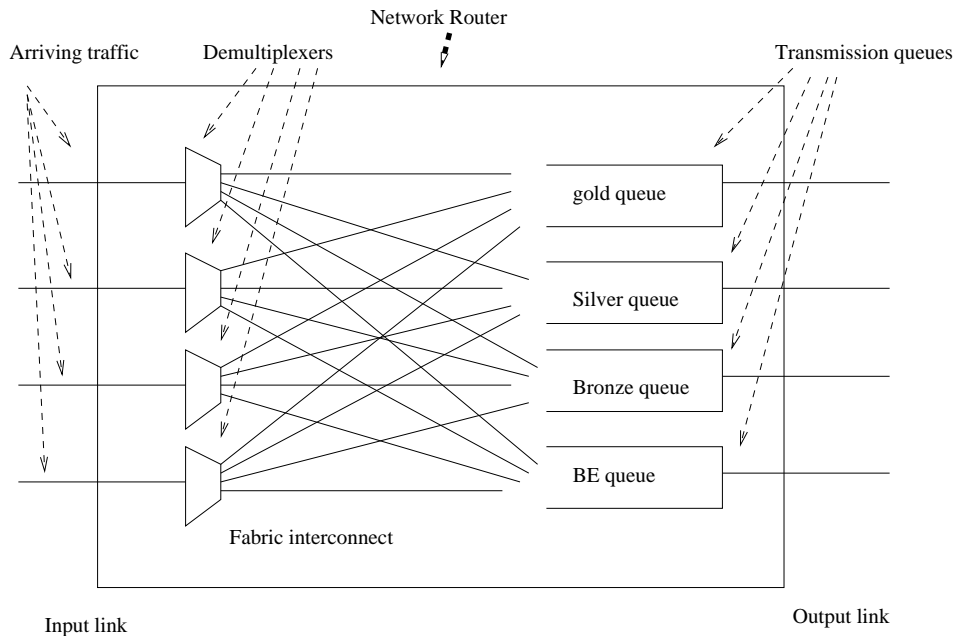 Network Router
Arriving traffic
Demultiplexers
Transmission queues
gold queue
Silver queue
Bronze queue
BE queue
Fabric interconnect
Input link
Output link